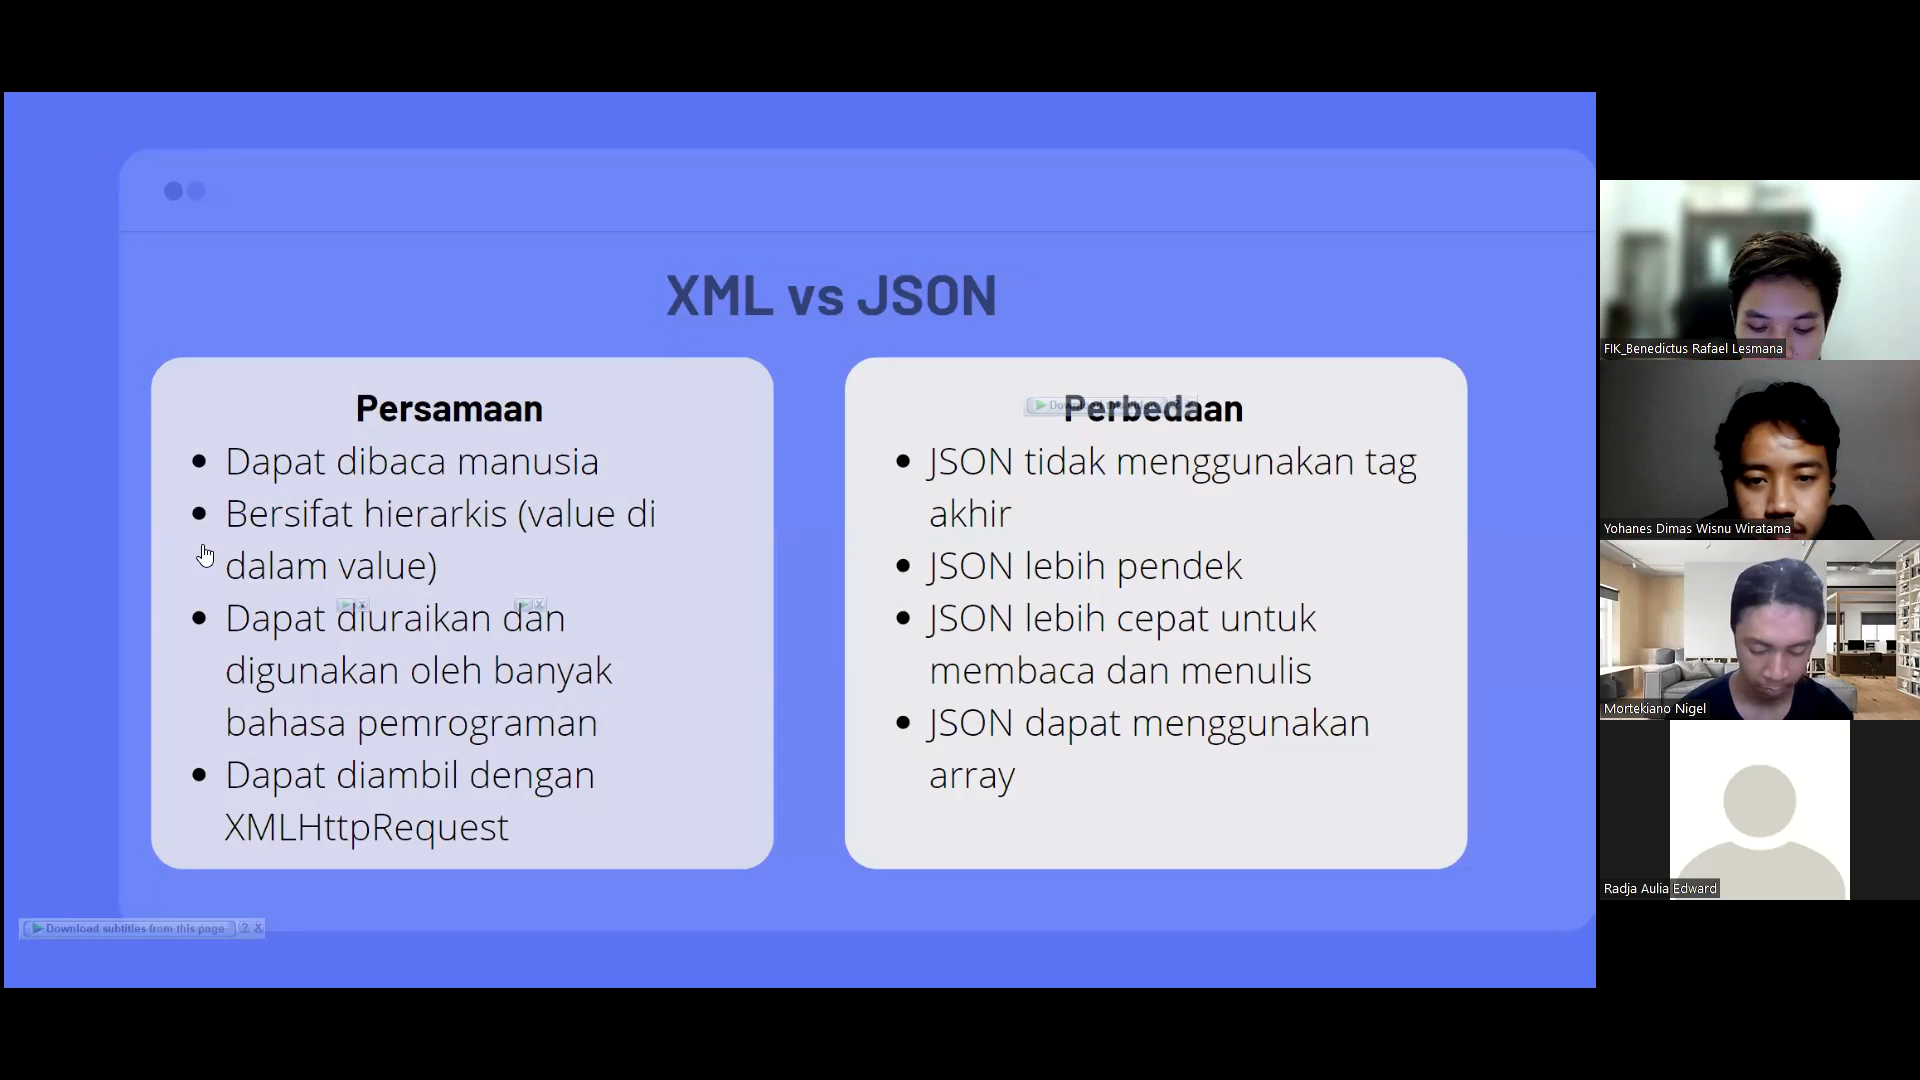 XML vs JSON
Persamaan
Dapat dibaca manusia
Bersifat hierarkis (value di
dalam value)
Dapat diuraikan dan
digunakan oleh banyak
bahasa pemrograman
Dapat diambil dengan
XMLHttpRequest
Perbedaan
JSON tidak menggunakan tag
akhir
JSON lebih pendek
JSON lebih cepat untuk
membaca dan menulis
JSON dapat menggunakan
array
Download subtitles from this page ? X
FIK_Benedictus Rafael Lesmana
Yohanes Dimas Wisnu Wiratama
Mortekiano Nigel
Radja Aulia Edward